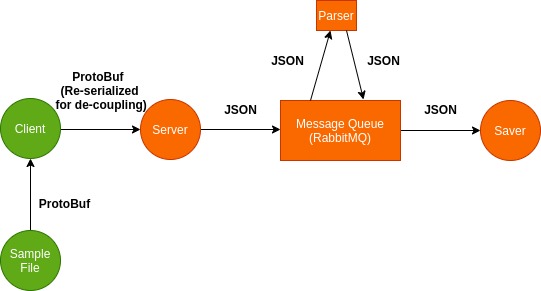 Parser
JSON
JSON
ProtoBuf
(Re-serialized
for de-coupling)
JSON
JSON
Client
Server
Message Queue
(RabbitMQ)
Saver
ProtoBuf
Sample
File